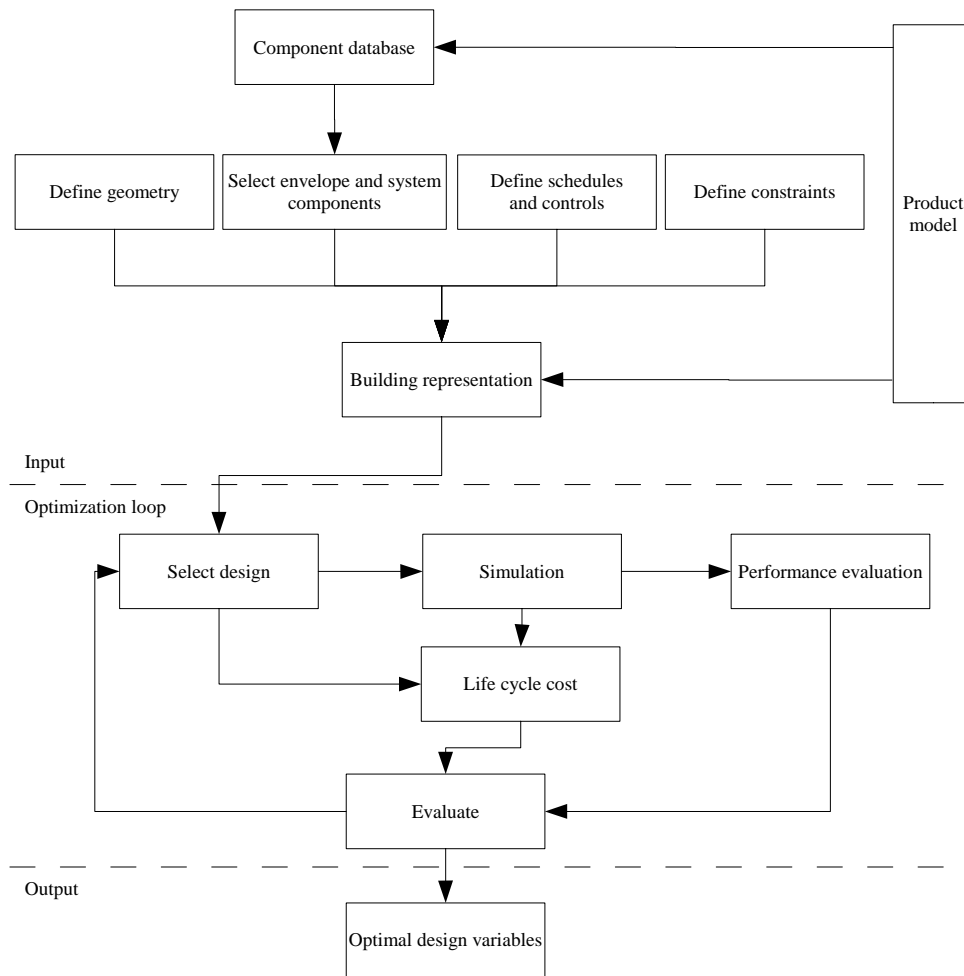 Component database
Define geometry
Select envelope and system
components
Define schedules
and controls
Define constraints
Product
model
Building representation
Input
Optimization loop
Select design
Simulation
Performance evaluation
Life cycle cost
Evaluate
Output
Optimal design variables